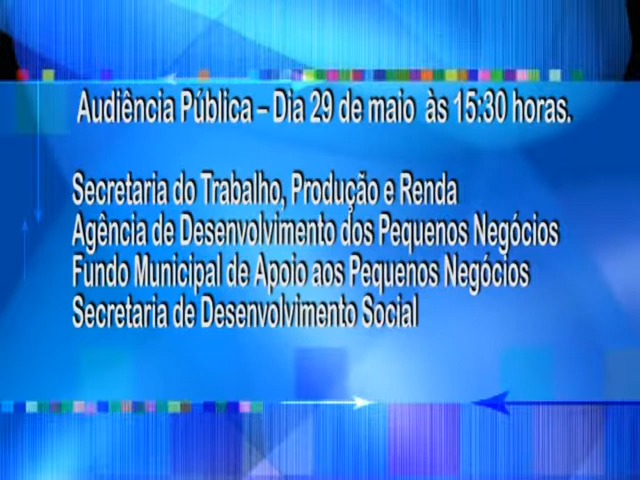 Audiência Pública – Dia 29 de maio às 15:30 horas.
Secretaria do Trabalho, Produção e Renda
Agência de Desenvolvimento dos Pequenos Negócios
Fundo Municipal de Apoio aos Pequenos Negócios
Secretaria de Desenvolvimento Social